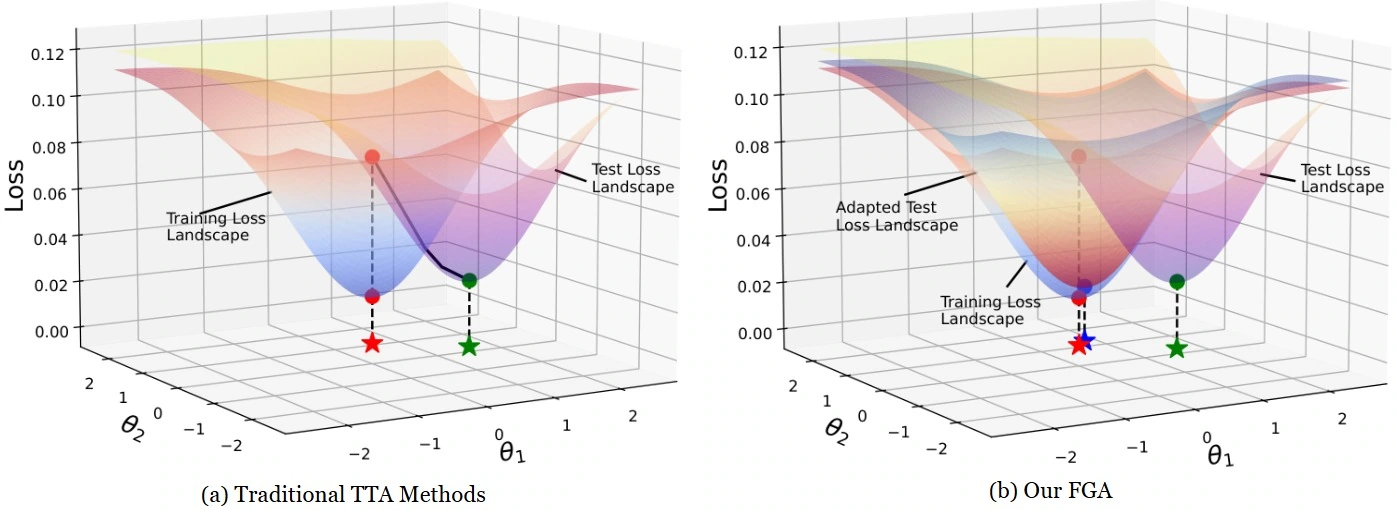 0.12
0.10
0.08
0.06
0.04
0.02
0.00
Loss
Training Loss
Landscape
Test Loss
Landscape
2
1
0
−1
−2
θ2
−2
−1
0
1
2
θ1
(a) Traditional TTA Methods
0.12
0.10
0.08
0.06
0.04
0.02
0.00
Loss
Adapted Test
Loss Landscape
Training Loss
Landscape
Test Loss
Landscape
2
1
0
−1
−2
θ2
−2
−1
0
1
2
θ1
(b) Our FGA